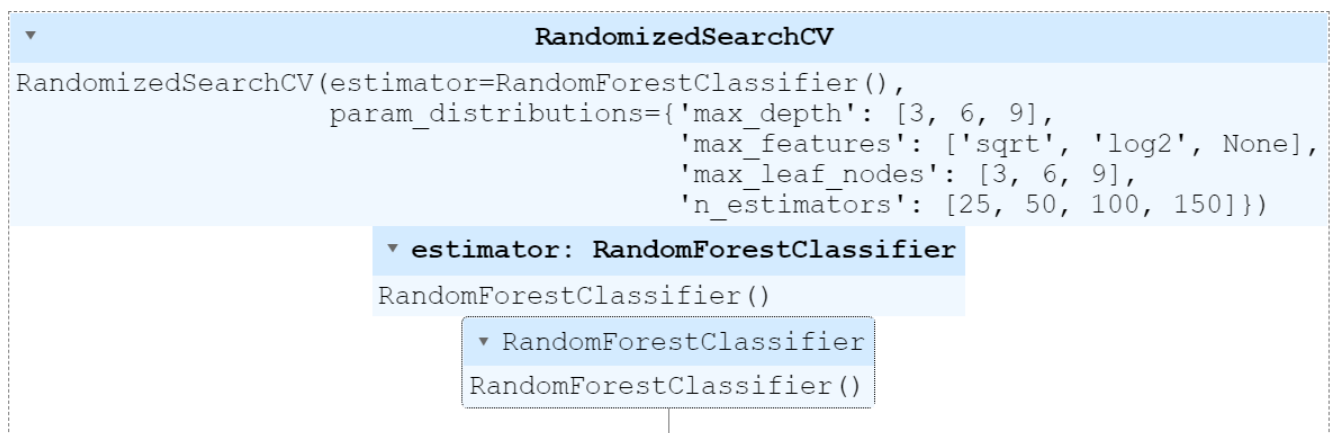 RandomizedSearchCV
RandomizedSearchCV(estimator=RandomForestClassifier(),
param_distributions={'max_depth': [3, 6, 9],
'max_features': ['sqrt', 'log2', None],
'max_leaf_nodes': [3, 6, 9],
'n_estimators': [25, 50, 100, 150]})
estimator: RandomForestClassifier
RandomForestClassifier()
RandomForestClassifier
RandomForestClassifier()